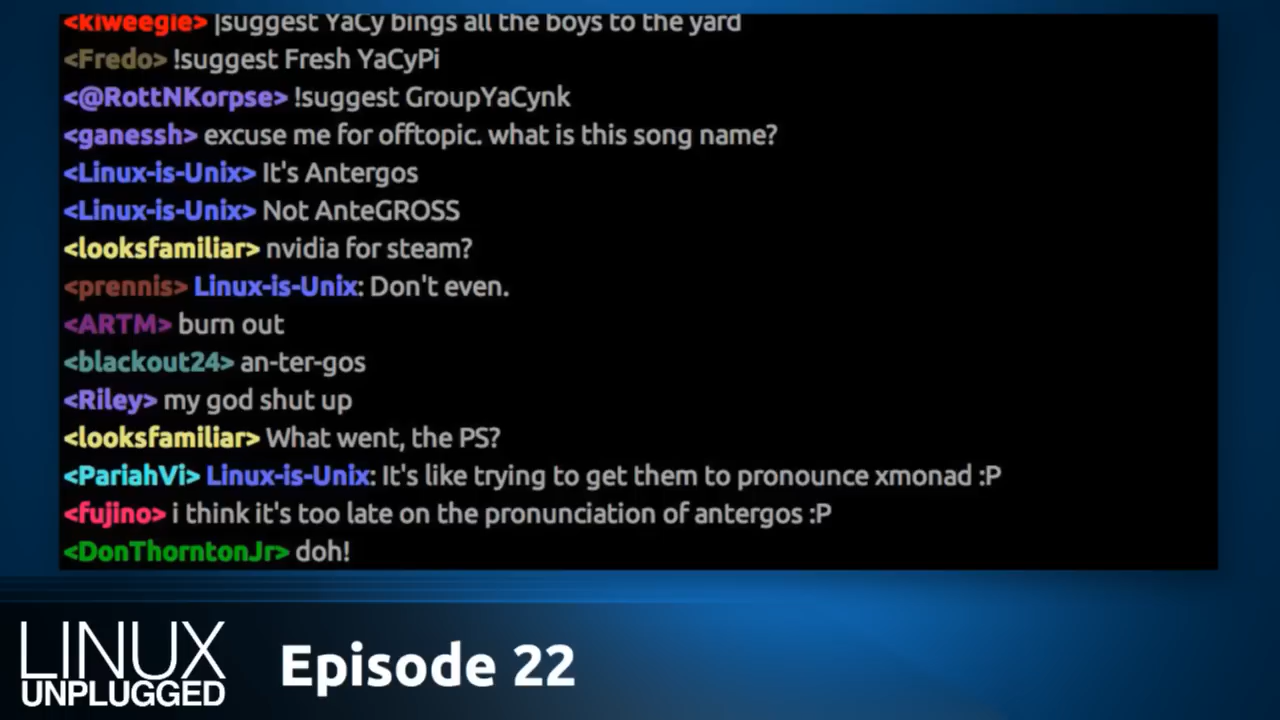 <kiweegie> |suggest YaCy bings all the boys to the yard
<Fredo> !suggest Fresh YaCyPi
<@RottNKorpse> !suggest GroupYaCynk
<ganessh> excuse me for offtopic. what is this song name?
<Linux-is-Unix> It's Antergos
<Linux-is-Unix> Not AnteGROSS
<looksfamiliar> nvidia for steam?
<prennis> Linux-is-Unix: Don't even.
<ARTM> burn out
<blackout24> an-ter-gos
<Riley> my god shut up
<looksfamiliar> What went, the PS?
<PariahVi> Linux-is-Unix: It's like trying to get them to pronounce xmonad :P
<fujino> i think it's too late on the pronunciation of antergos :P
<DonThorntonJr> doh!
LINUX
UNPLUGGED
Episode 22